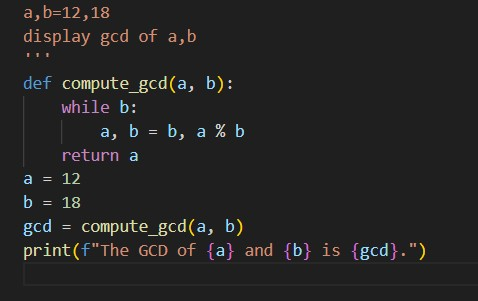 a,b=12,18
display gcd of a,b
'''
def compute_gcd(a, b):
    while b:
        a, b = b, a % b
    return a
a = 12
b = 18
gcd = compute_gcd(a, b)
print(f"The GCD of {a} and {b} is {gcd}.")